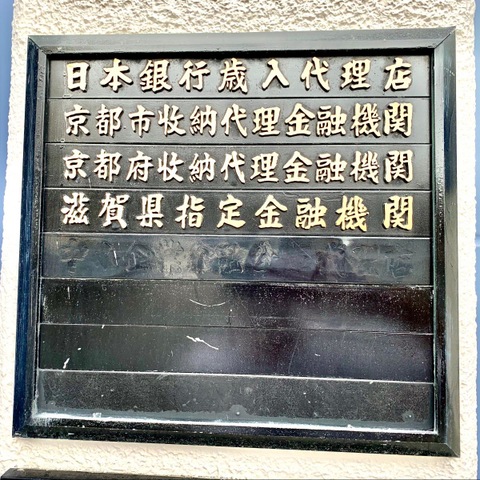 日本銀行歳入代理店
京都市收納代理金融機関
京都府收納代理金融機関
滋賀県指定金融機関